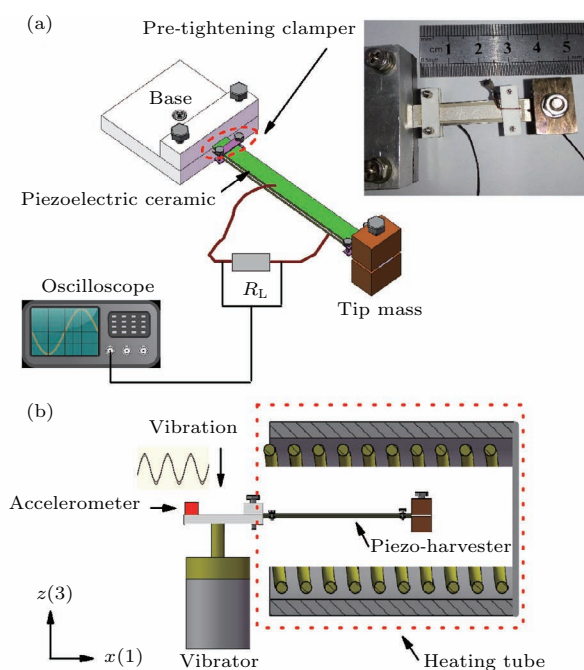 (a)
Pre-tightening clamper
Base
cm 1 2 3 4 5
Piezoelectric ceramic
Oscilloscope
R_L
Tip mass
(b)
Vibration
Accelerometer
Piezo-harvester
z(3)
x(1)
Vibrator
Heating tube